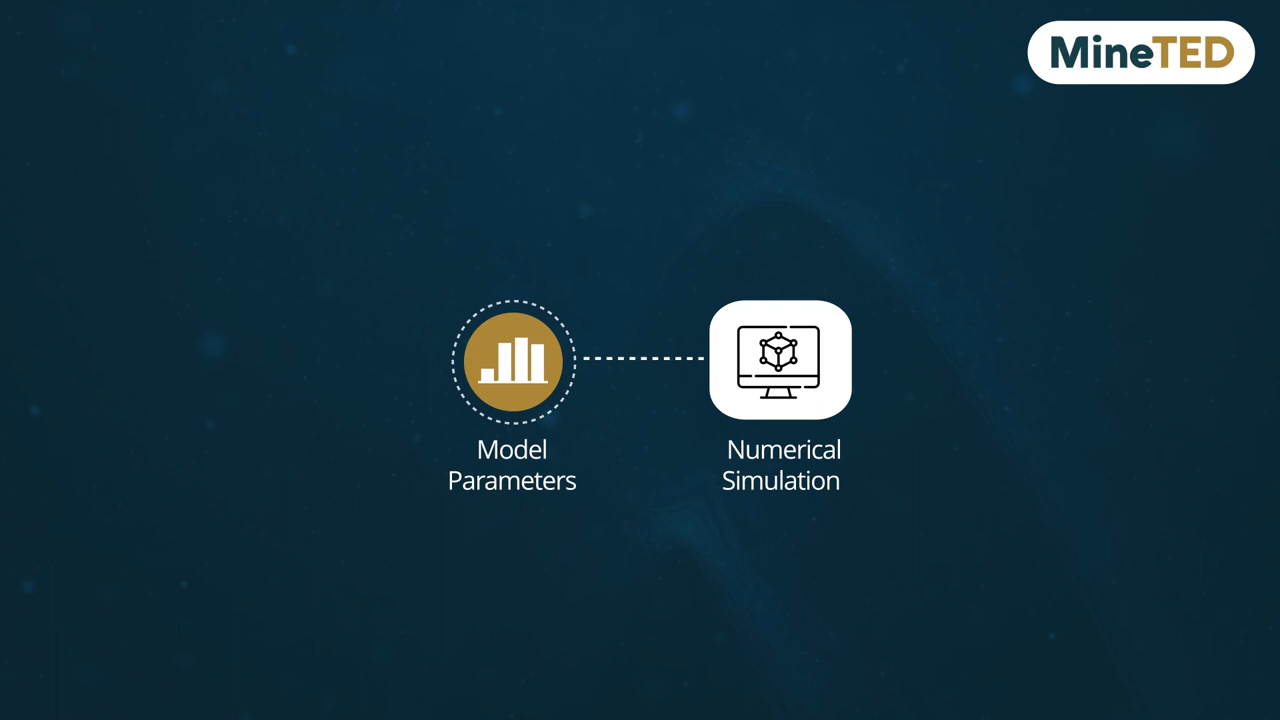 MineTED
Model
Parameters
Numerical
Simulation